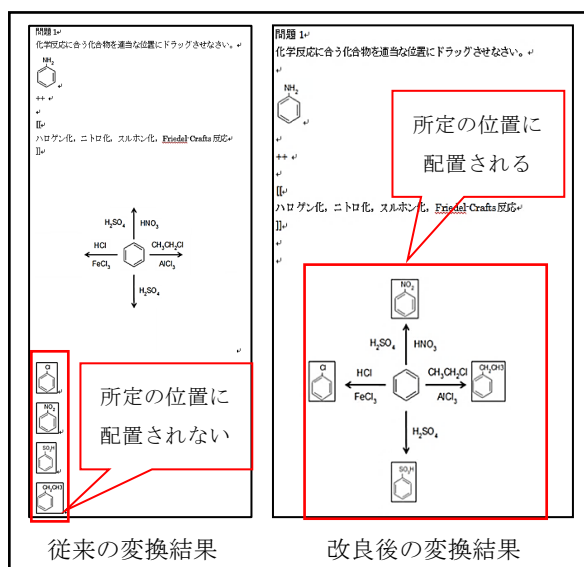 問題 1↵
化学反応に合う化合物を適当な位置にドラッグさせなさい。↵
NH2
↵
++ ↵
↵
[[↵
ハロゲン化，ニトロ化，スルホン化，Friedel-Crafts 反応↵
]]↵
H2SO4 HNO3
HCl CH3CH2Cl
FeCl3 AlCl3
H2SO4
↵
Cl
↵
NO2
↵
SO3H
↵
CH2CH3
↵
所定の位置に
配置されない
従来の変換結果
問題 1↵
化学反応に合う化合物を適当な位置にドラッグさせなさい。↵
↵
NH2
↵
↵
++ ↵
↵
[[↵
ハロゲン化，ニトロ化，スルホン化，Friedel-Crafts 反応↵
]]↵
↵
↵
所定の位置に
配置される
NO2
H2SO4 HNO3
Cl HCl CH3CH2Cl CH2CH3
FeCl3 AlCl3
H2SO4
SO3H
改良後の変換結果